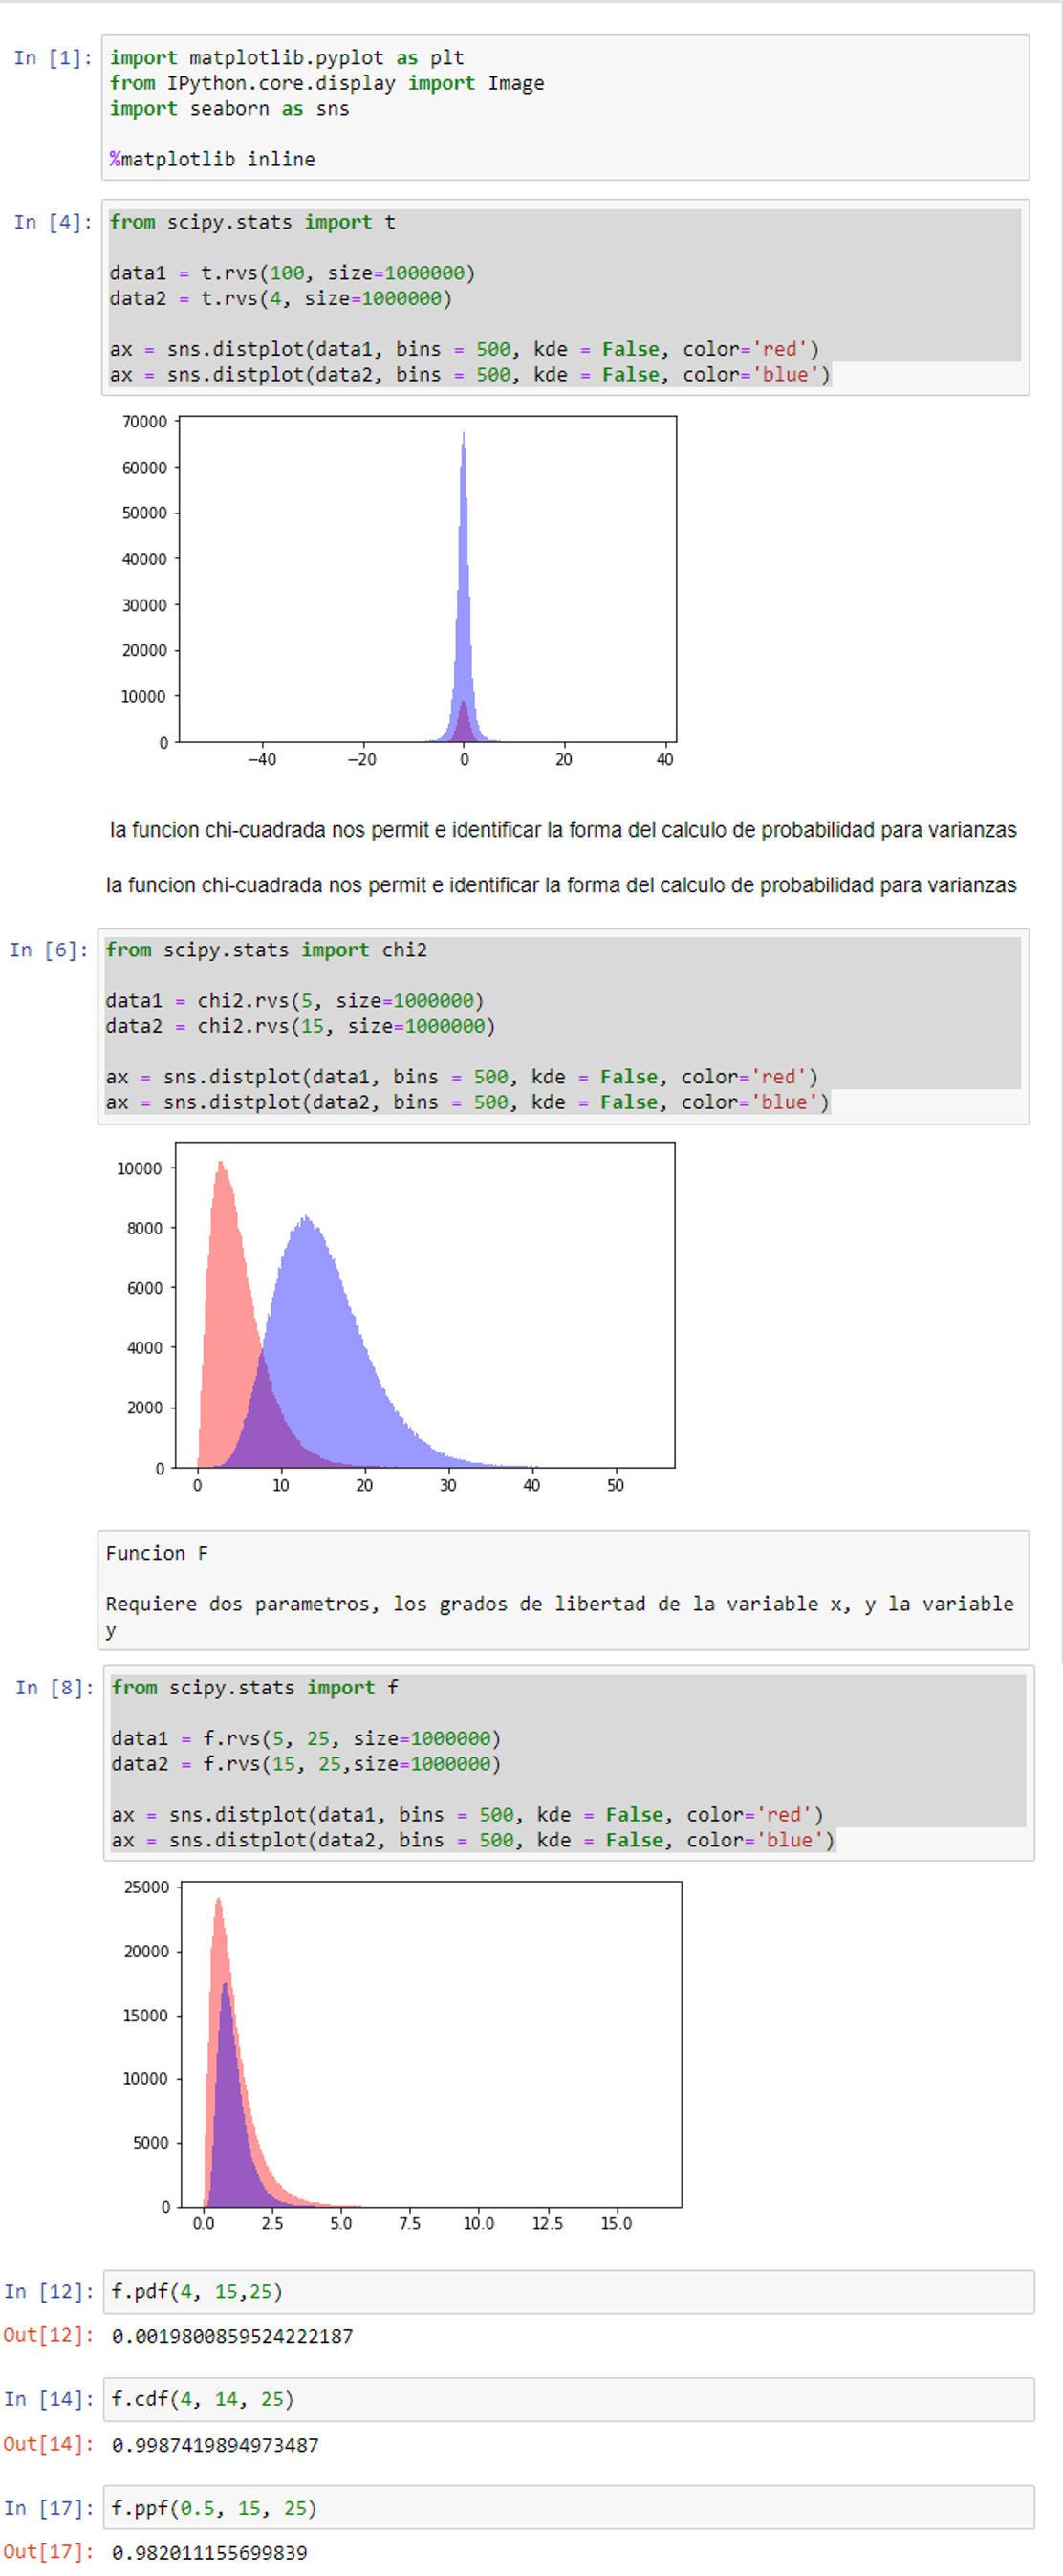 In [1]: import matplotlib.pyplot as plt
from IPython.core.display import Image
import seaborn as sns
%matplotlib inline
In [4]: from scipy.stats import t
data1 = t.rvs(100, size=1000000)
data2 = t.rvs(4, size=1000000)
ax = sns.distplot(data1, bins = 500, kde = False, color='red')
ax = sns.distplot(data2, bins = 500, kde = False, color='blue')
70000
60000
50000
40000
30000
20000
10000
0
−40 −20 0 20 40
la funcion chi-cuadrada nos permit e identificar la forma del calculo de probabilidad para varianzas
la funcion chi-cuadrada nos permit e identificar la forma del calculo de probabilidad para varianzas
In [6]: from scipy.stats import chi2
data1 = chi2.rvs(5, size=1000000)
data2 = chi2.rvs(15, size=1000000)
ax = sns.distplot(data1, bins = 500, kde = False, color='red')
ax = sns.distplot(data2, bins = 500, kde = False, color='blue')
10000
8000
6000
4000
2000
0
0 10 20 30 40 50
Funcion F
Requiere dos parametros, los grados de libertad de la variable x, y la variable
y
In [8]: from scipy.stats import f
data1 = f.rvs(5, 25, size=1000000)
data2 = f.rvs(15, 25,size=1000000)
ax = sns.distplot(data1, bins = 500, kde = False, color='red')
ax = sns.distplot(data2, bins = 500, kde = False, color='blue')
25000
20000
15000
10000
5000
0
0.0 2.5 5.0 7.5 10.0 12.5 15.0
In [12]: f.pdf(4, 15,25)
Out[12]: 0.0019800859524222187
In [14]: f.cdf(4, 14, 25)
Out[14]: 0.9987419894973487
In [17]: f.ppf(0.5, 15, 25)
Out[17]: 0.982011155699839